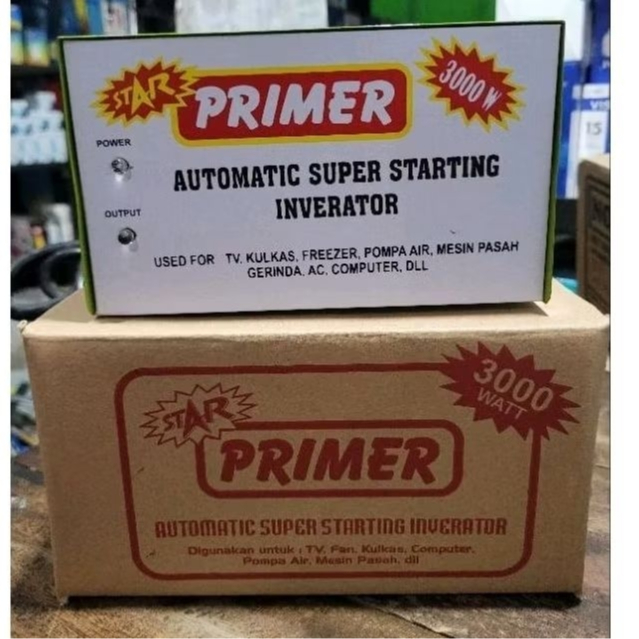 STAR
PRIMER
3000 W
POWER
AUTOMATIC SUPER STARTING
INVERATOR
OUTPUT
USED FOR TV. KULKAS, FREEZER, POMPA AIR, MESIN PASAH
GERINDA. AC. COMPUTER, DLL
15
3000
WATT
STAR
PRIMER
AUTOMATIC SUPER STARTING INVERATOR
Digunakan untuk : TV. Fan. Kulkas, Computer.
Pompa Air, Mesin Pasah, dll